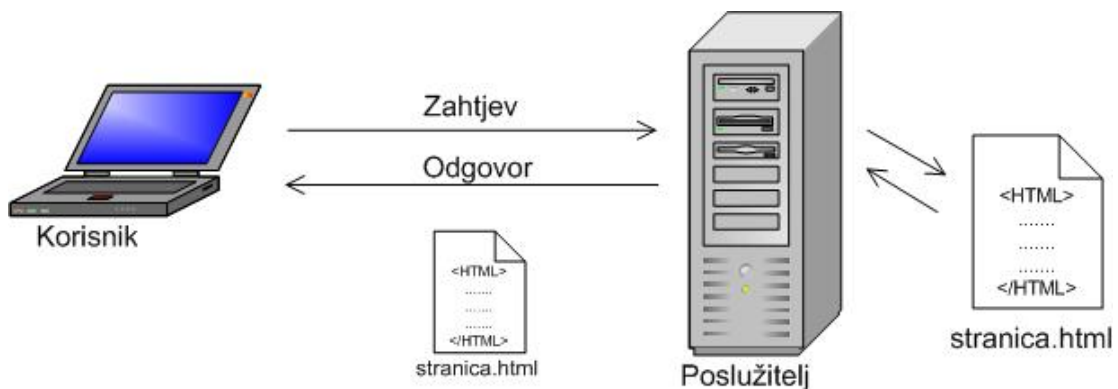 Zahtjev
Odgovor
Korisnik
<HTML>
.......
.......
.......
</HTML>
stranica.html
Poslužitelj
<HTML>
.......
.......
.......
</HTML>
stranica.html